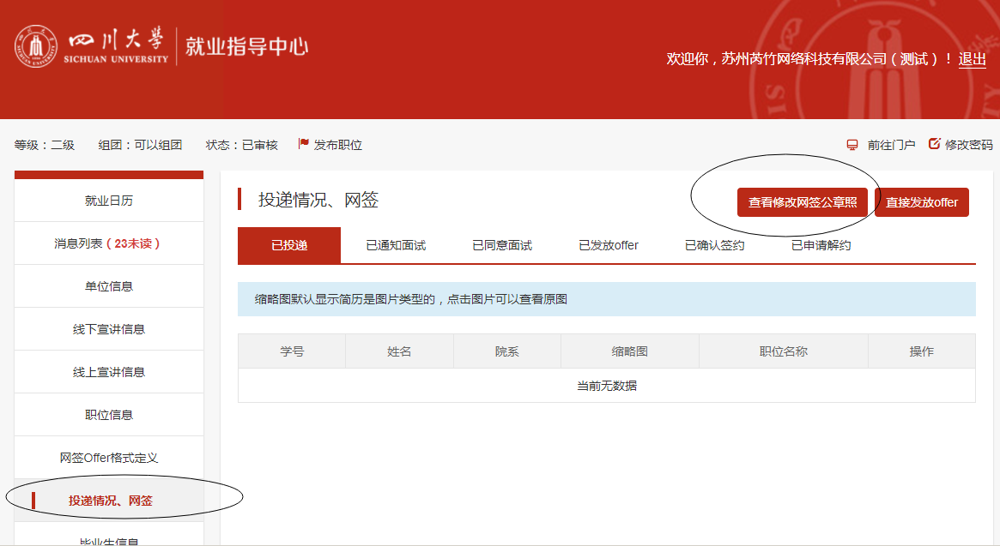 四川大学
SICHUAN UNIVERSITY
就业指导中心
欢迎你，苏州芮竹网络科技有限公司（测试）！ 退出
等级：二级 组团：可以组团 状态：已审核 发布职位 前往门户 修改密码
就业日历
消息列表（23未读）
单位信息
线下宣讲信息
线上宣讲信息
职位信息
网签Offer格式定义
投递情况、网签
毕业生信息
投递情况、网签
查看修改网签公章照 直接发放offer
已投递 已通知面试 已同意面试 已发放offer 已确认签约 已申请解约
缩略图默认显示简历是图片类型的，点击图片可以查看原图
学号 姓名 院系 缩略图 职位名称 操作
当前无数据